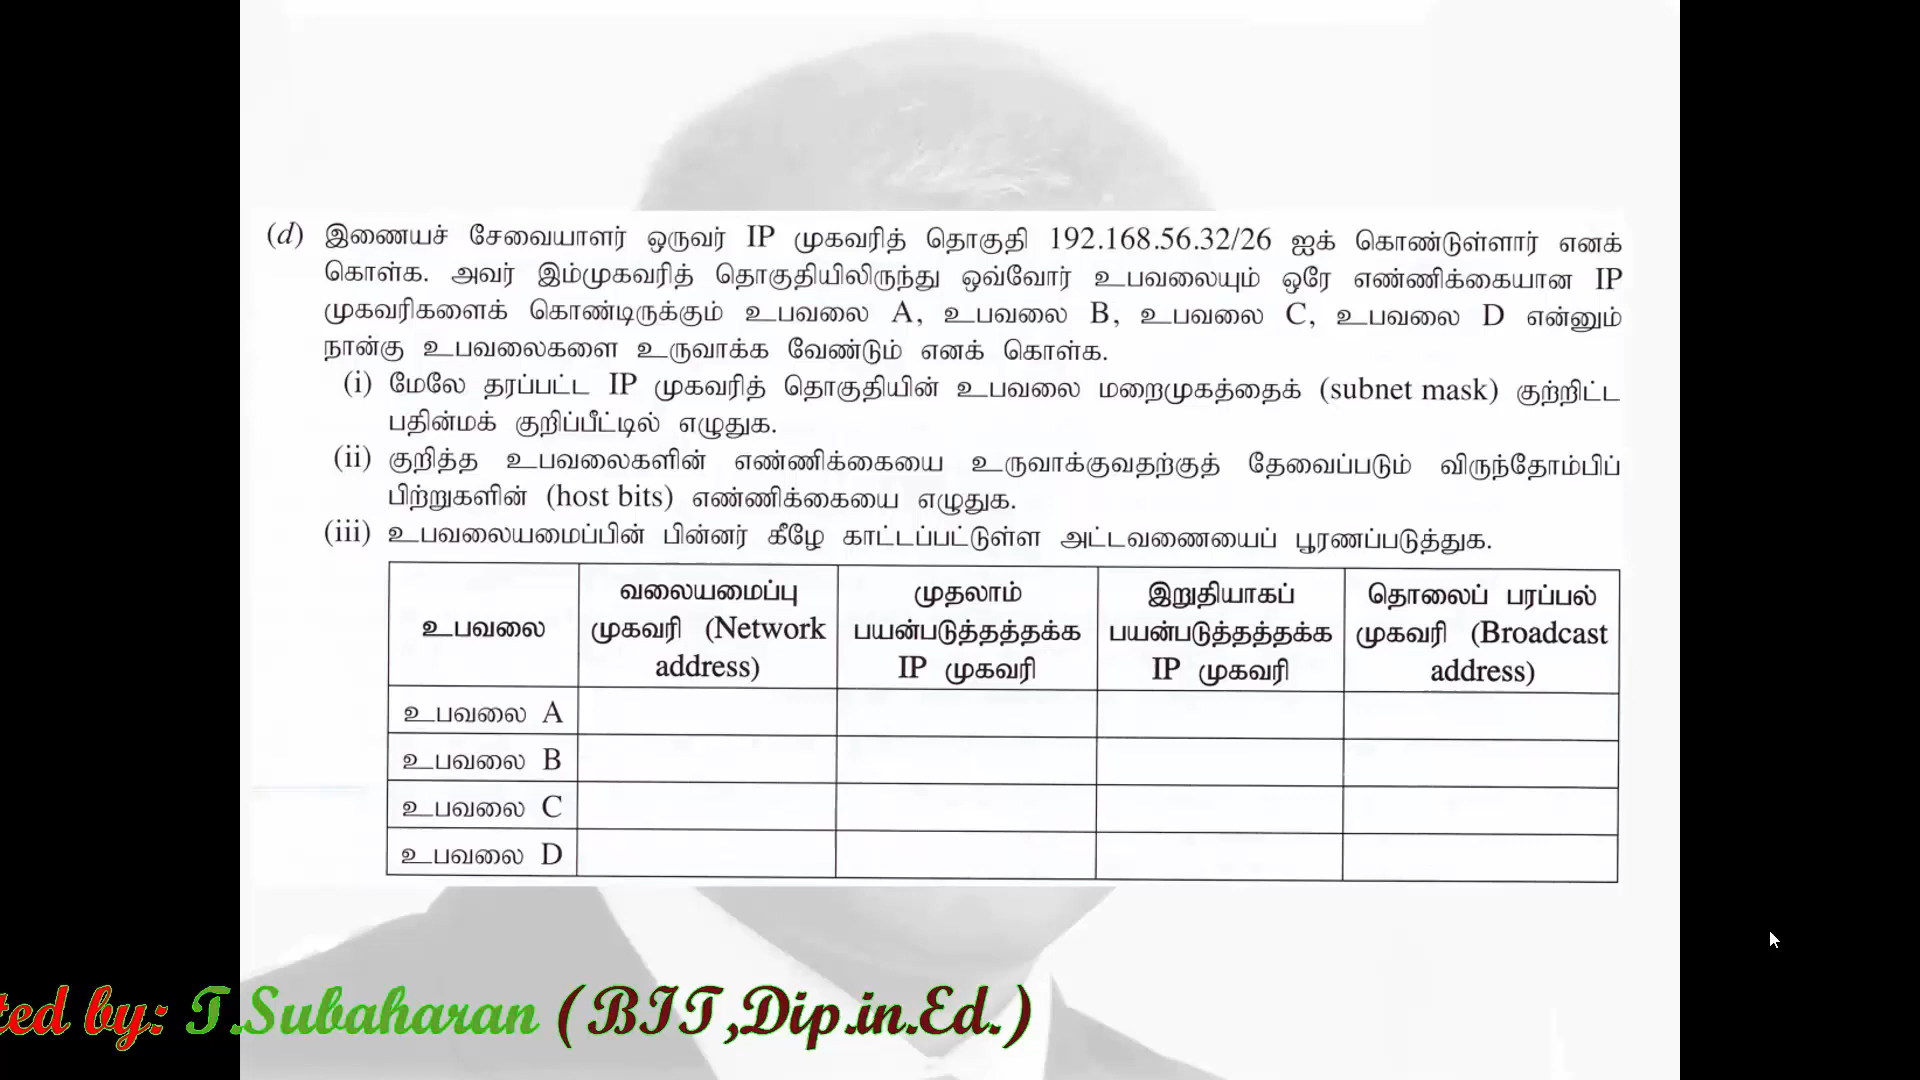 (d) இணையச் சேவையாளர் ஒருவர் IP முகவரித் தொகுதி 192.168.56.32/26 ஐக் கொண்டுள்ளார் எனக்
கொள்க. அவர் இம்முகவரித் தொகுதியிலிருந்து ஒவ்வோர் உபவலையும் ஒரே எண்ணிக்கையான IP
முகவரிகளைக் கொண்டிருக்கும் உபவலை A, உபவலை B, உபவலை C, உபவலை D என்னும்
நான்கு உபவலைகளை உருவாக்க வேண்டும் எனக் கொள்க.
(i) மேலே தரப்பட்ட IP முகவரித் தொகுதியின் உபவலை மறைமுகத்தைக் (subnet mask) குற்றிட்ட
பதின்மக் குறிப்பீட்டில் எழுதுக.
(ii) குறித்த உபவலைகளின் எண்ணிக்கையை உருவாக்குவதற்குத் தேவைப்படும் விருந்தோம்பிப்
பிற்றுகளின் (host bits) எண்ணிக்கையை எழுதுக.
(iii) உபவலையமைப்பின் பின்னர் கீழே காட்டப்பட்டுள்ள அட்டவணையைப் பூரணப்படுத்துக.
உபவலை
வலையமைப்பு
முகவரி (Network
address)
முதலாம்
பயன்படுத்தத்தக்க
IP முகவரி
இறுதியாகப்
பயன்படுத்தத்தக்க
IP முகவரி
தொலைப் பரப்பல்
முகவரி (Broadcast
address)
உபவலை A
உபவலை B
உபவலை C
உபவலை D
ted by: T.Subaharan (BIT,Dip.in.Ed.)